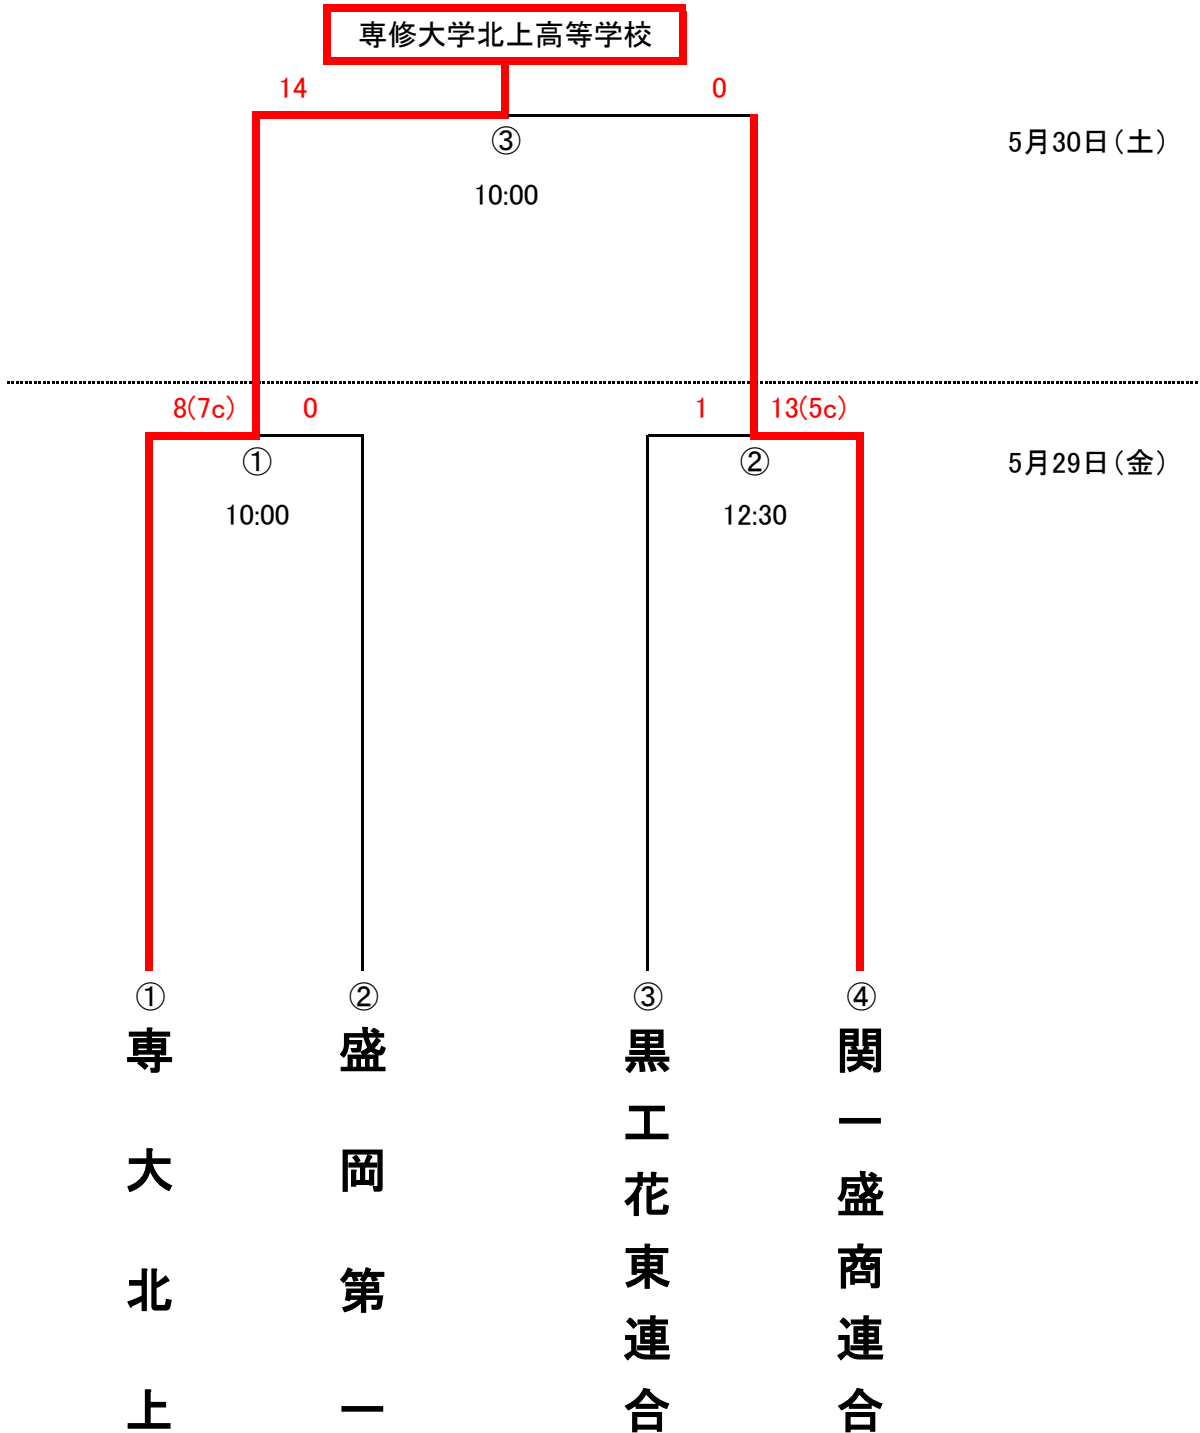 専修大学北上高等学校
14
0
③
5月30日(土)
10:00
8(7c)
0
1
13(5c)
①
②
5月29日(金)
10:00
12:30
①
②
③
④
専大北上
盛岡第一
黒工花東連合
関一盛商連合